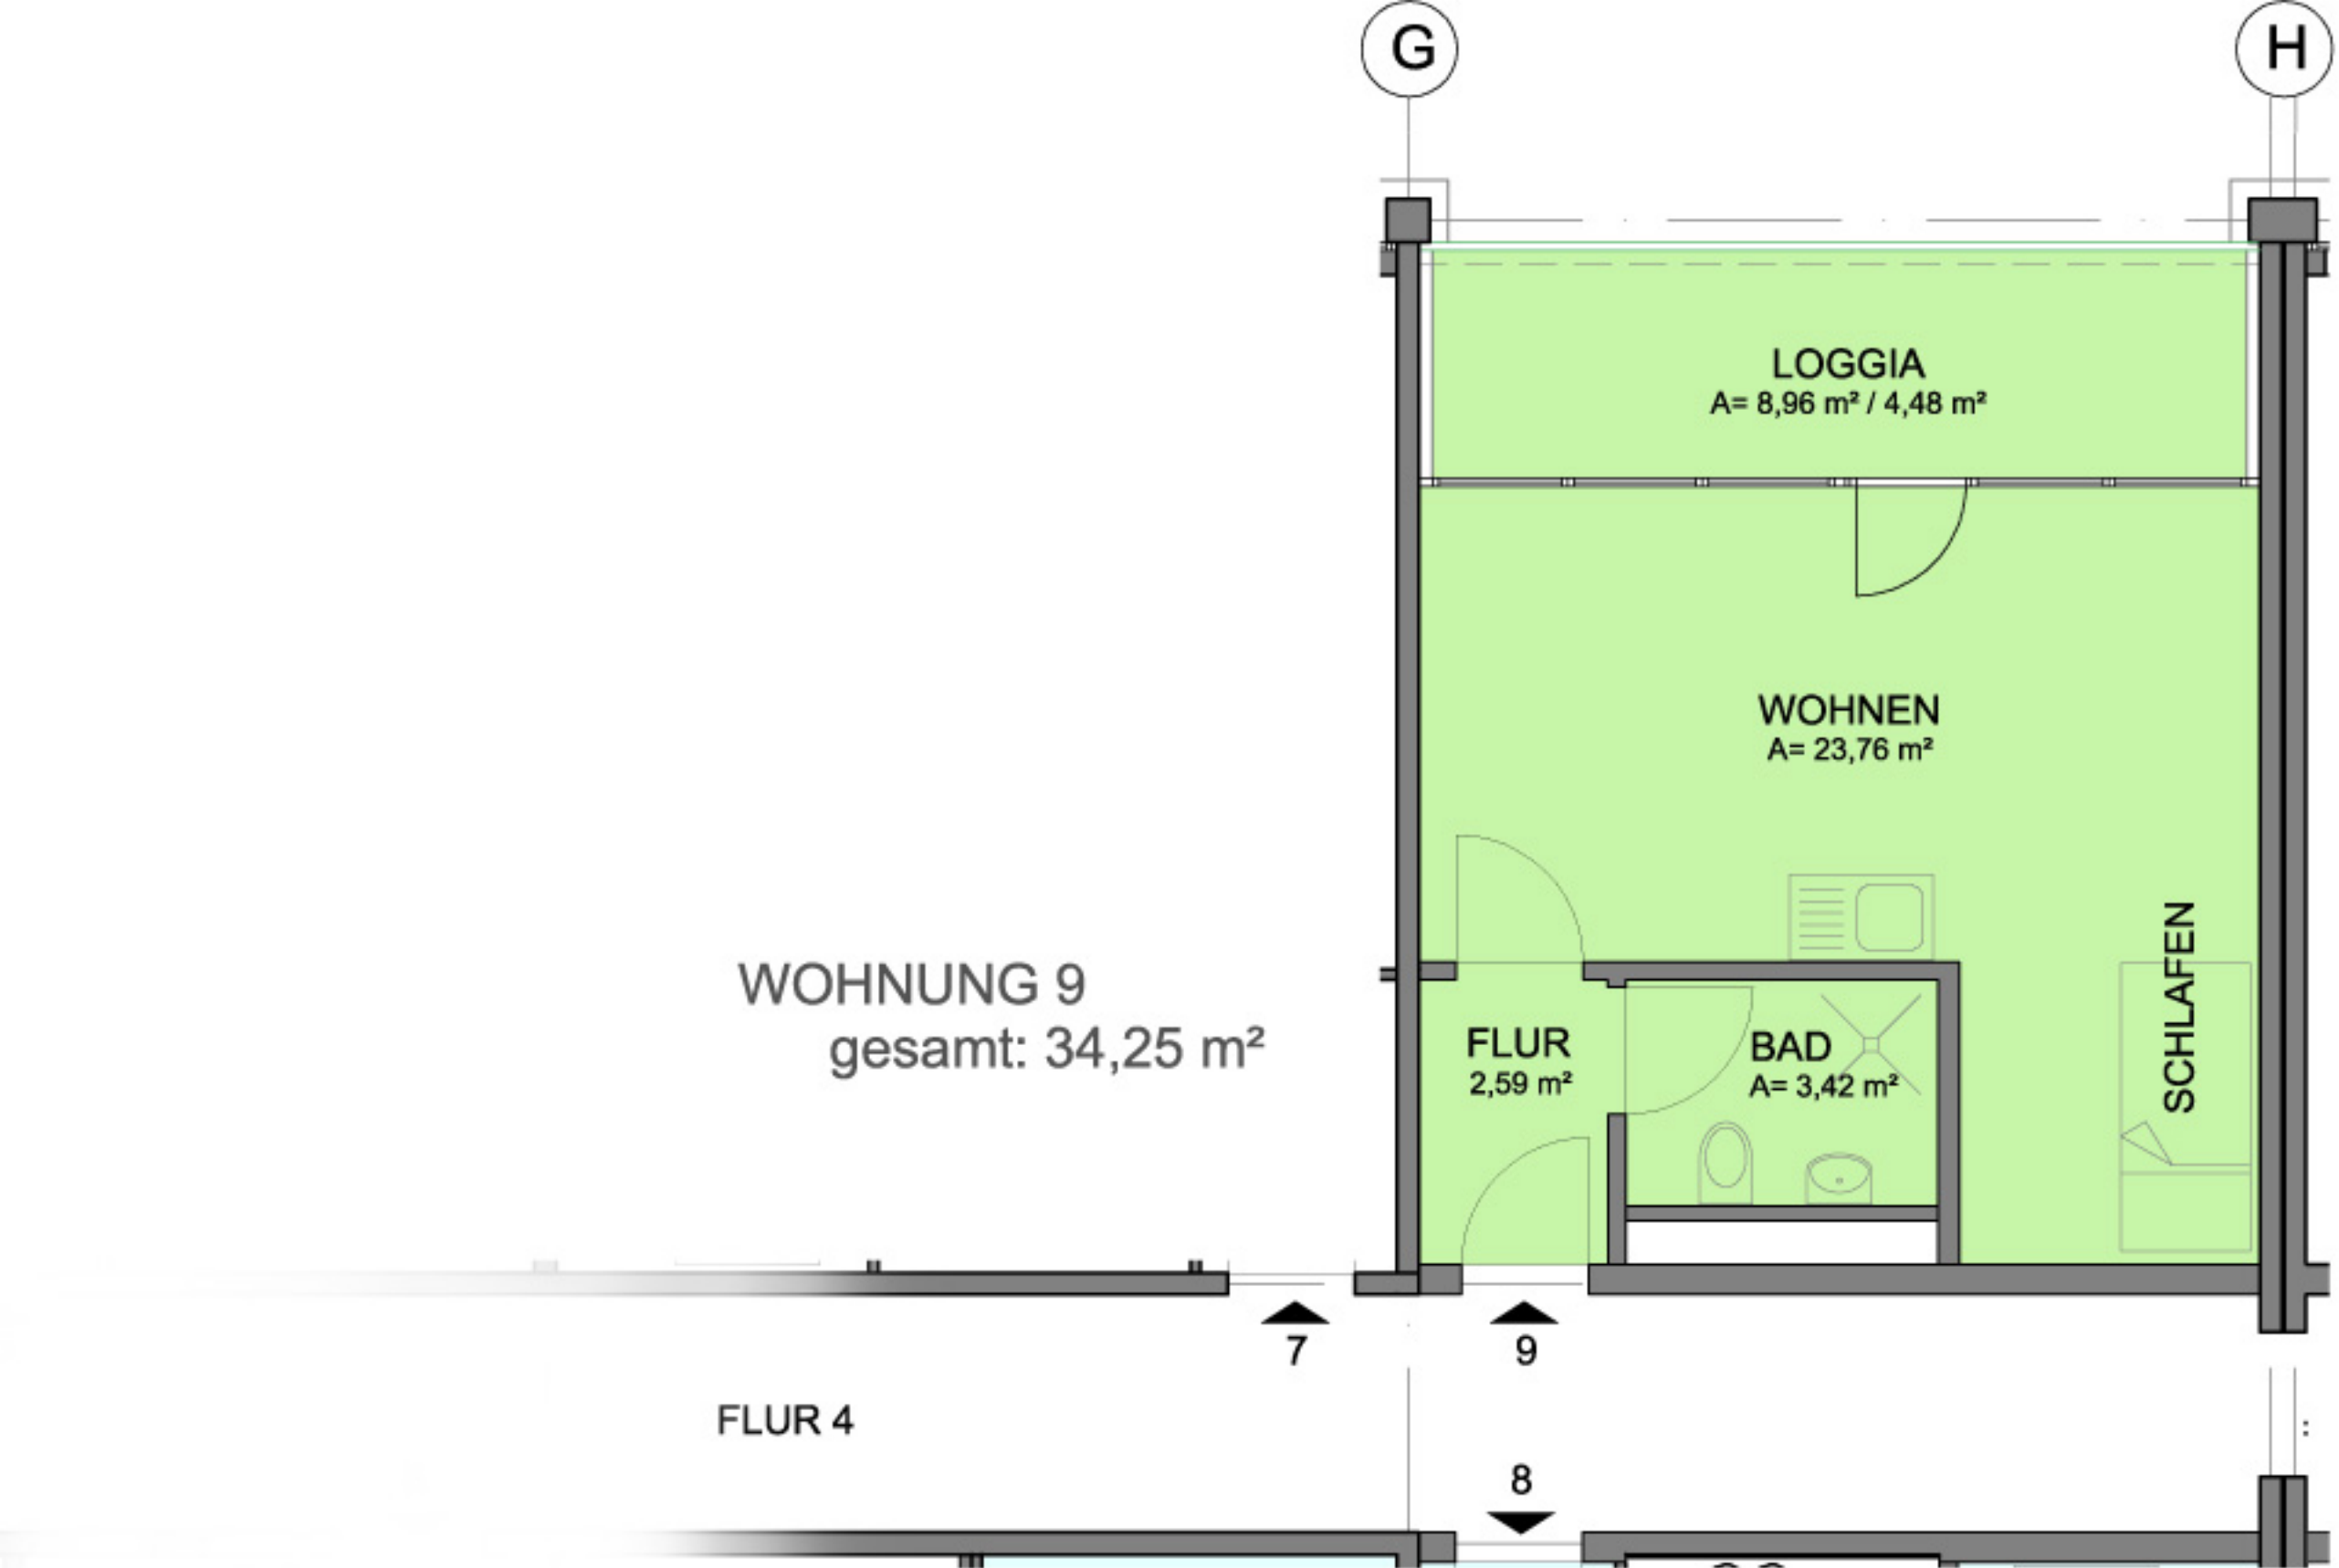 G
H
LOGGIA
A= 8,96 m² / 4,48 m²
WOHNEN
A= 23,76 m²
SCHLAFEN
WOHNUNG 9
gesamt: 34,25 m²
FLUR
2,59 m²
BAD
A= 3,42 m²
7
9
FLUR 4
:
8